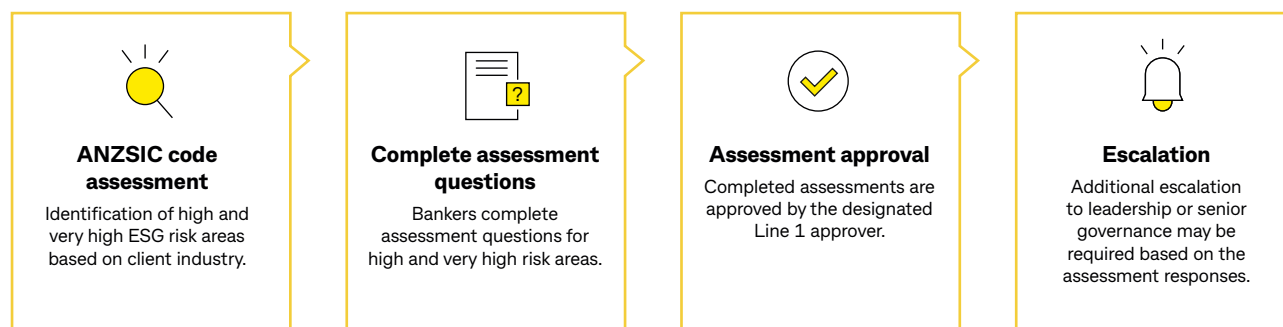 ANZSIC code
assessment
Identification of high and
very high ESG risk areas
based on client industry.
?
Complete assessment
questions
Bankers complete
assessment questions for
high and very high risk areas.
Assessment approval
Completed assessments are
approved by the designated
Line 1 approver.
Escalation
Additional escalation
to leadership or senior
governance may be
required based on the
assessment responses.